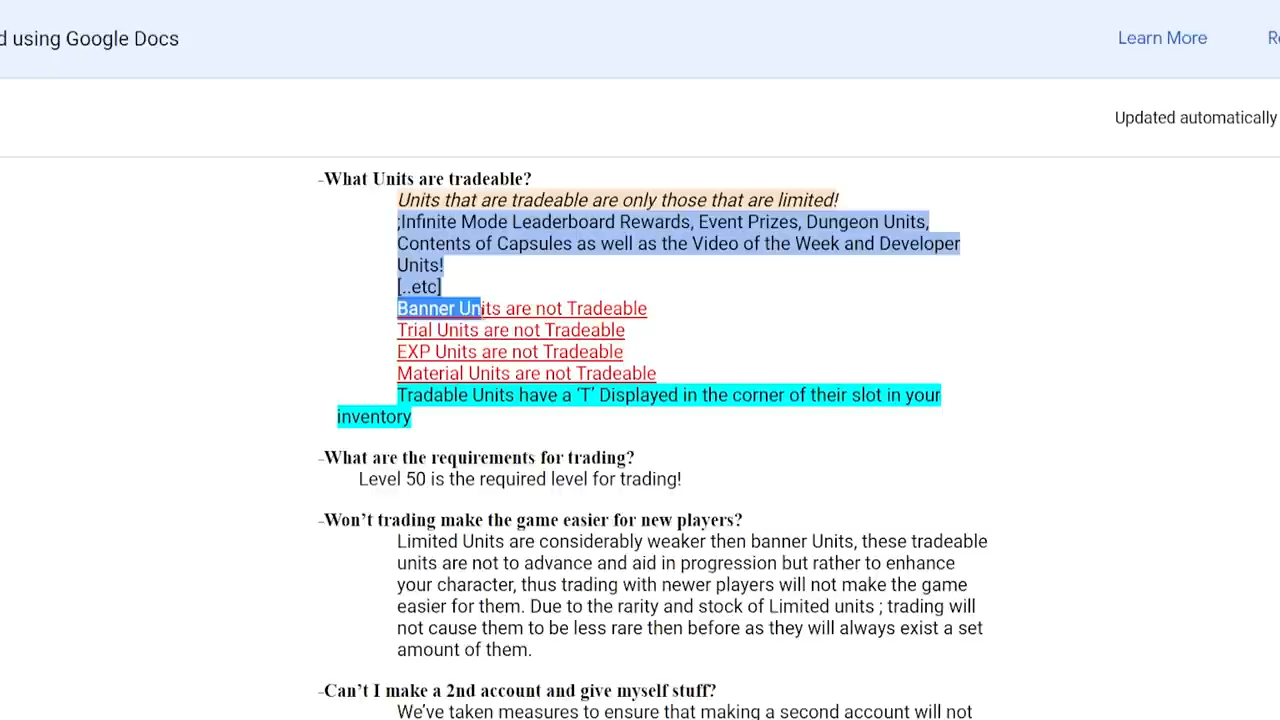 d using Google Docs
Learn More
Re
Updated automatically
-What Units are tradeable?
Units that are tradeable are only those that are limited!
;Infinite Mode Leaderboard Rewards, Event Prizes, Dungeon Units,
Contents of Capsules as well as the Video of the Week and Developer
Units!
[..etc]
Banner Units are not Tradeable
Trial Units are not Tradeable
EXP Units are not Tradeable
Material Units are not Tradeable
Tradable Units have a ‘T’ Displayed in the corner of their slot in your
inventory
-What are the requirements for trading?
Level 50 is the required level for trading!
-Won’t trading make the game easier for new players?
Limited Units are considerably weaker then banner Units, these tradeable
units are not to advance and aid in progression but rather to enhance
your character, thus trading with newer players will not make the game
easier for them. Due to the rarity and stock of Limited units ; trading will
not cause them to be less rare then before as they will always exist a set
amount of them.
-Can’t I make a 2nd account and give myself stuff?
We’ve taken measures to ensure that making a second account will not